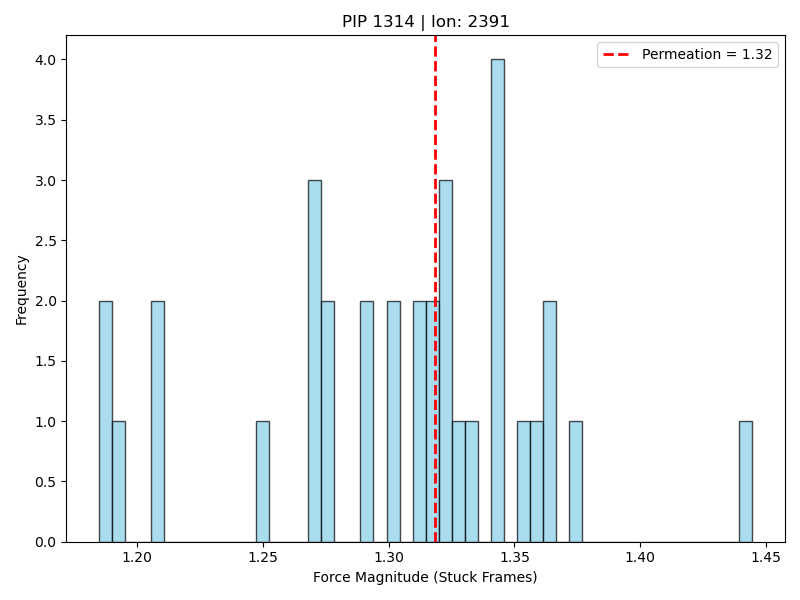 PIP 1314 | Ion: 2391
Permeation = 1.32
4.0
3.5
3.0
2.5
2.0
1.5
1.0
0.5
0.0
Frequency
1.20 1.25 1.30 1.35 1.40 1.45
Force Magnitude (Stuck Frames)